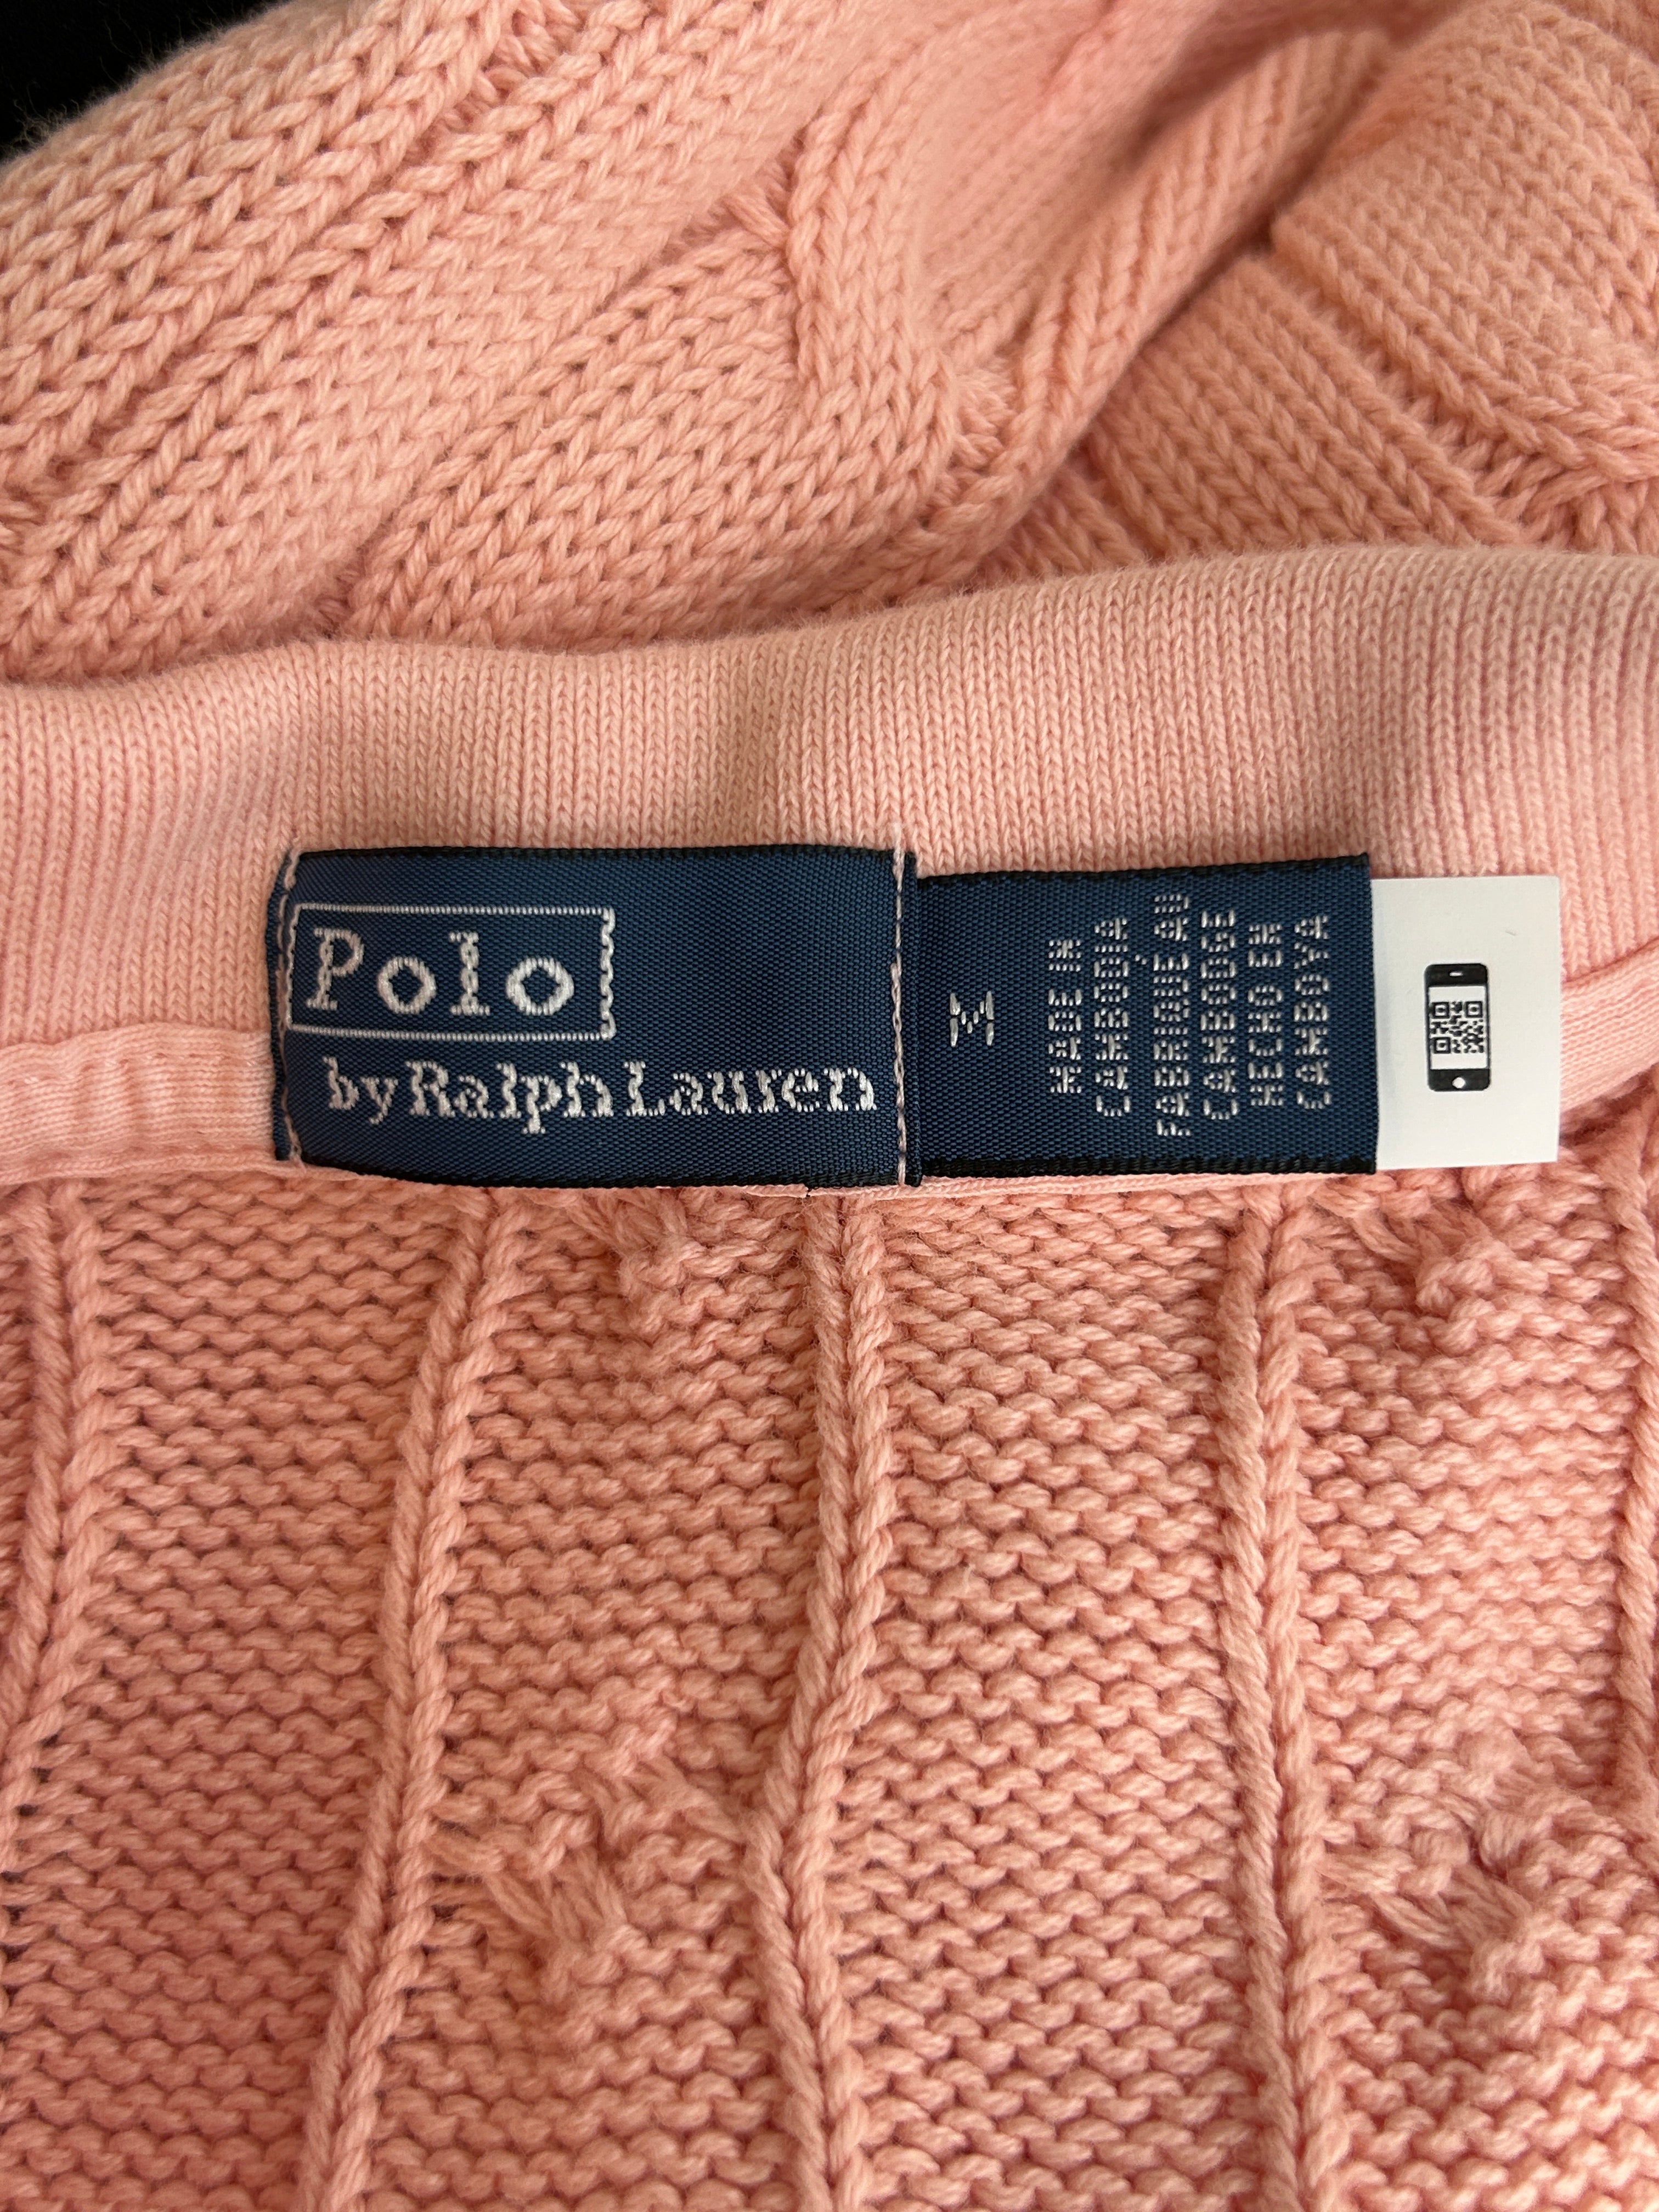 Polo
by Ralph Lauren
M
MADE IN
CAMBODIA
FABRIQUÉ AU
CAMBODGE
HECHO EN
CAMBOYA